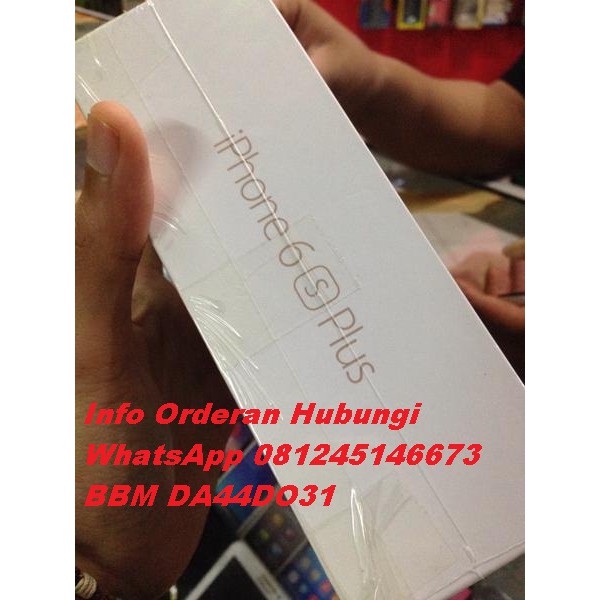 iPhone 6s Plus
Info Orderan Hubungi
WhatsApp 081245146673
BBM DA44DO31